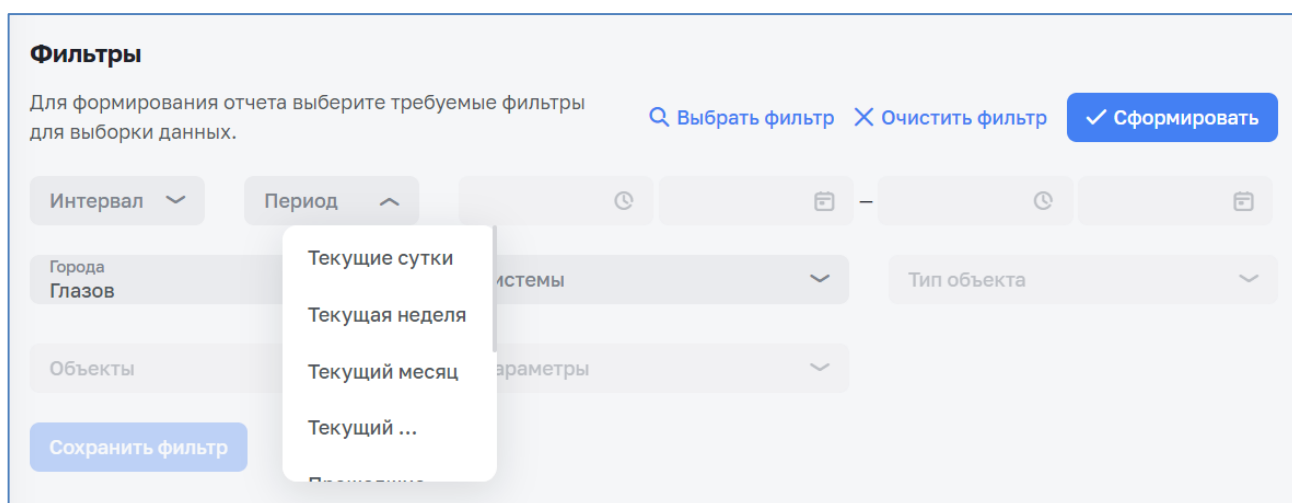 Фильтры
Для формирования отчета выберите требуемые фильтры
для выборки данных.
Выбрать фильтр
Очистить фильтр
Сформировать
Интервал
Период
–
Текущие сутки
Города
Глазов
истемы
Тип объекта
Текущая неделя
Объекты
Текущий месяц
араметры
Текущий ...
Сохранить фильтр